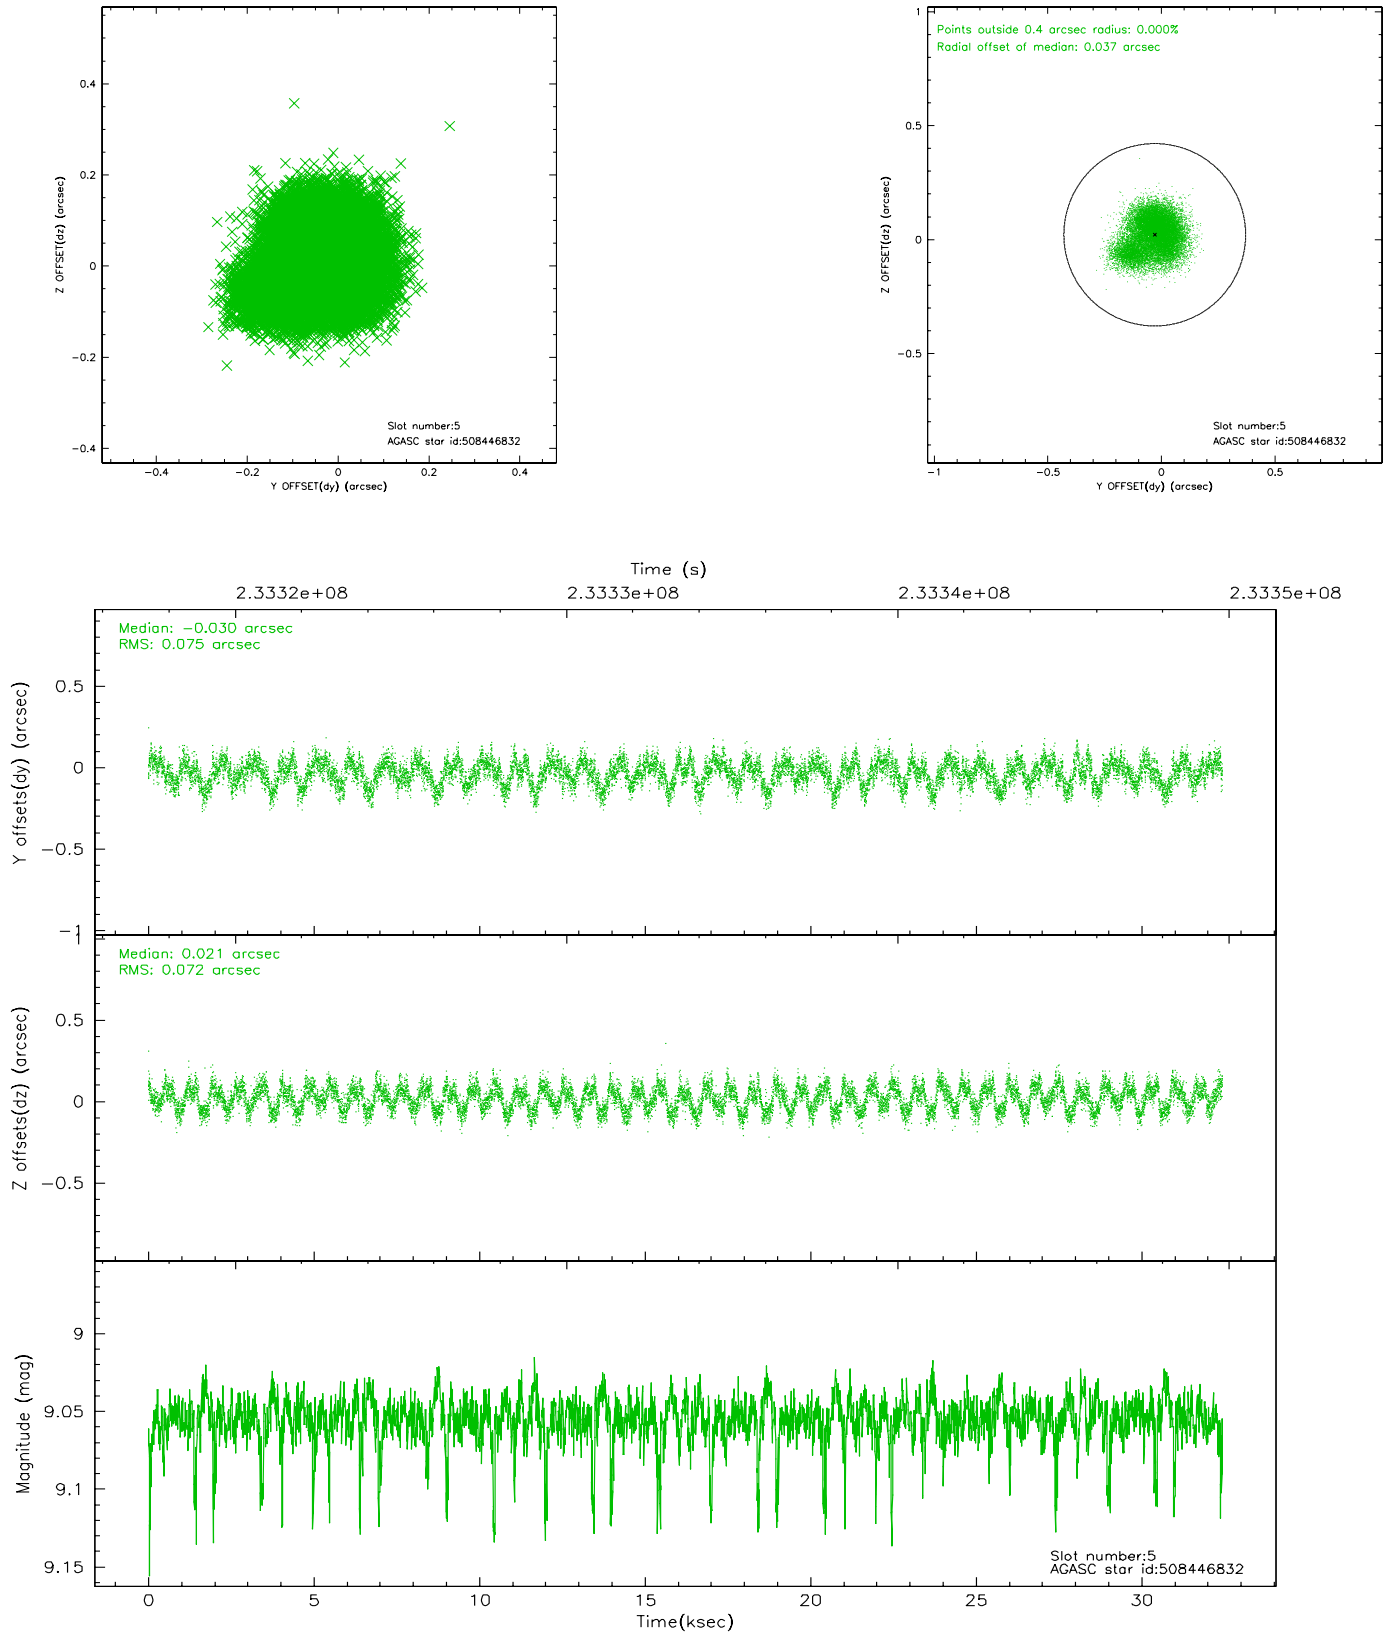 0.4
0.2
0
−0.2
−0.4
Z OFFSET(dz) (arcsec)
−0.4 −0.2 0 0.2 0.4
Y OFFSET(dy) (arcsec)
Slot number:5
AGASC star id:508446832
Points outside 0.4 arcsec radius: 0.000%
Radial offset of median: 0.037 arcsec
1
0.5
0
−0.5
Z OFFSET(dz) (arcsec)
−1 −0.5 0 0.5
Y OFFSET(dy) (arcsec)
Slot number:5
AGASC star id:508446832
Time (s)
2.3332e+08 2.3333e+08 2.3334e+08 2.3335e+08
Median: −0.030 arcsec
RMS: 0.075 arcsec
0.5
0
−0.5
−1
Y offsets(dy) (arcsec)
Median: 0.021 arcsec
RMS: 0.072 arcsec
1
0.5
0
−0.5
Z offsets(dz) (arcsec)
9
9.05
9.1
9.15
Magnitude (mag)
Slot number:5
AGASC star id:508446832
0 5 10 15 20 25 30
Time(ksec)